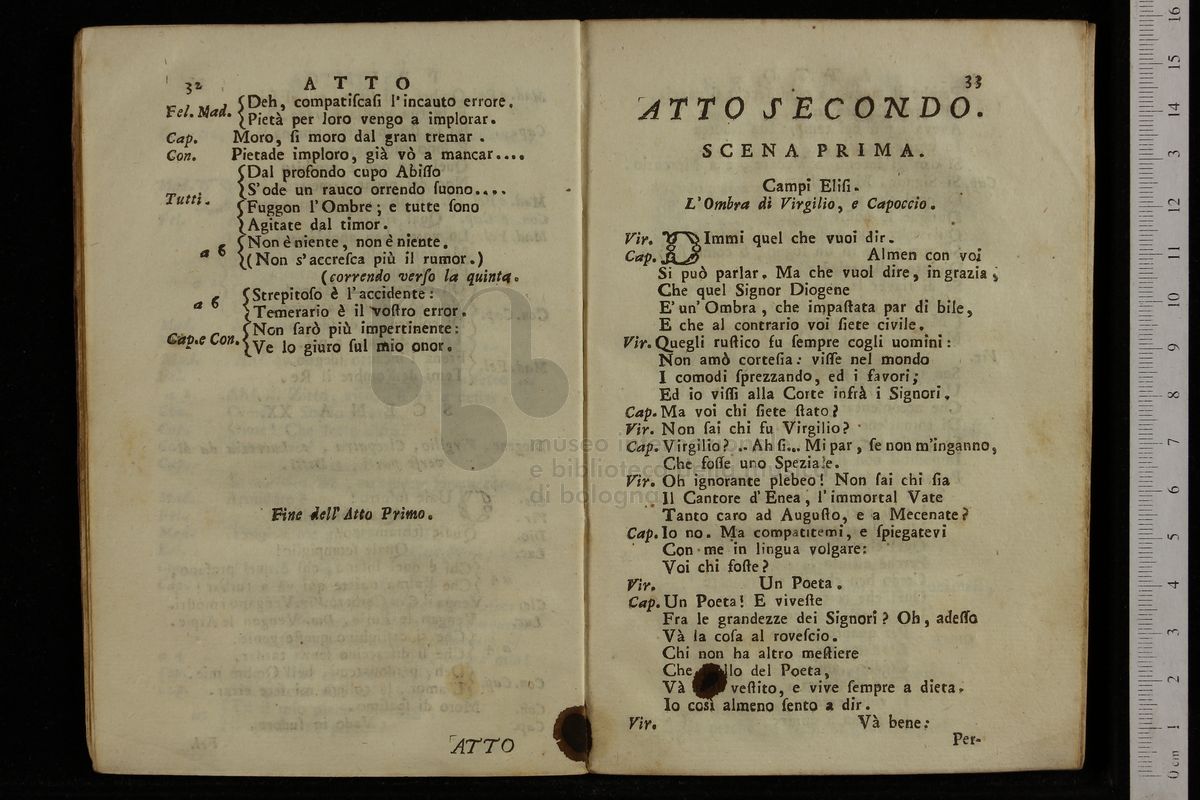 32 ATTO
Fel. Mad. Deh, compatiſcaſi l'incauto errore.
Pietà per loro vengo a implorar.
Cap. Moro, ſi moro dal gran tremar.
Con. Pietade imploro, già vò a mancar....
Tutti. Dal profondo cupo Abiſſo
S'ode un rauco orrendo ſuono....
Fuggon l'Ombre; e tutte ſono
Agitate dal timor.
a 6 Non è niente, non è niente.
(Non s'accreſca più il rumor.)
(correndo verſo la quinta.
a 6 Strepitoſo è l'accidente:
Temerario è il voſtro error.
Cap. e Con. Non ſarò più impertinente:
Ve lo giuro ſul mio onor.
Fine dell' Atto Primo.
ATTO
33
ATTO SECONDO.
SCENA PRIMA.
Campi Eliſi.
L'Ombra di Virgilio, e Capoccio.
Vir. DImmi quel che vuoi dir.
Cap. Almen con voi
Si può parlar. Ma che vuol dire, in grazia,
Che quel Signor Diogene
E' un' Ombra, che impaſtata par di bile,
E che al contrario voi ſiete civile.
Vir. Quegli ruſtico fu ſempre cogli uomini:
Non amò corteſia: viſſe nel mondo
I comodi ſprezzando, ed i favori;
Ed io viſſi alla Corte infrà i Signori.
Cap. Ma voi chi ſiete ſtato?
Vir. Non ſai chi fu Virgilio?
Cap. Virgilio? .. Ah ſi... Mi par, ſe non m'inganno,
Che foſſe uno Speziale.
Vir. Oh ignorante plebeo! Non ſai chi ſia
Il Cantore d'Enea, l'immortal Vate
Tanto caro ad Auguſto, e a Mecenate?
Cap. Io no. Ma compatitemi, e ſpiegatevi
Con me in lingua volgare:
Voi chi foſte?
Vir. Un Poeta.
Cap. Un Poeta! E viveſte
Fra le grandezze dei Signori? Oh, adeſſo
Và la coſa al roveſcio.
Chi non ha altro meſtiere
Che llo del Poeta,
Và veſtito, e vive ſempre a dieta.
Io così almeno ſento a dir.
Vir. Và bene:
Per-
museo internazionale
e biblioteca della musica
di bologna